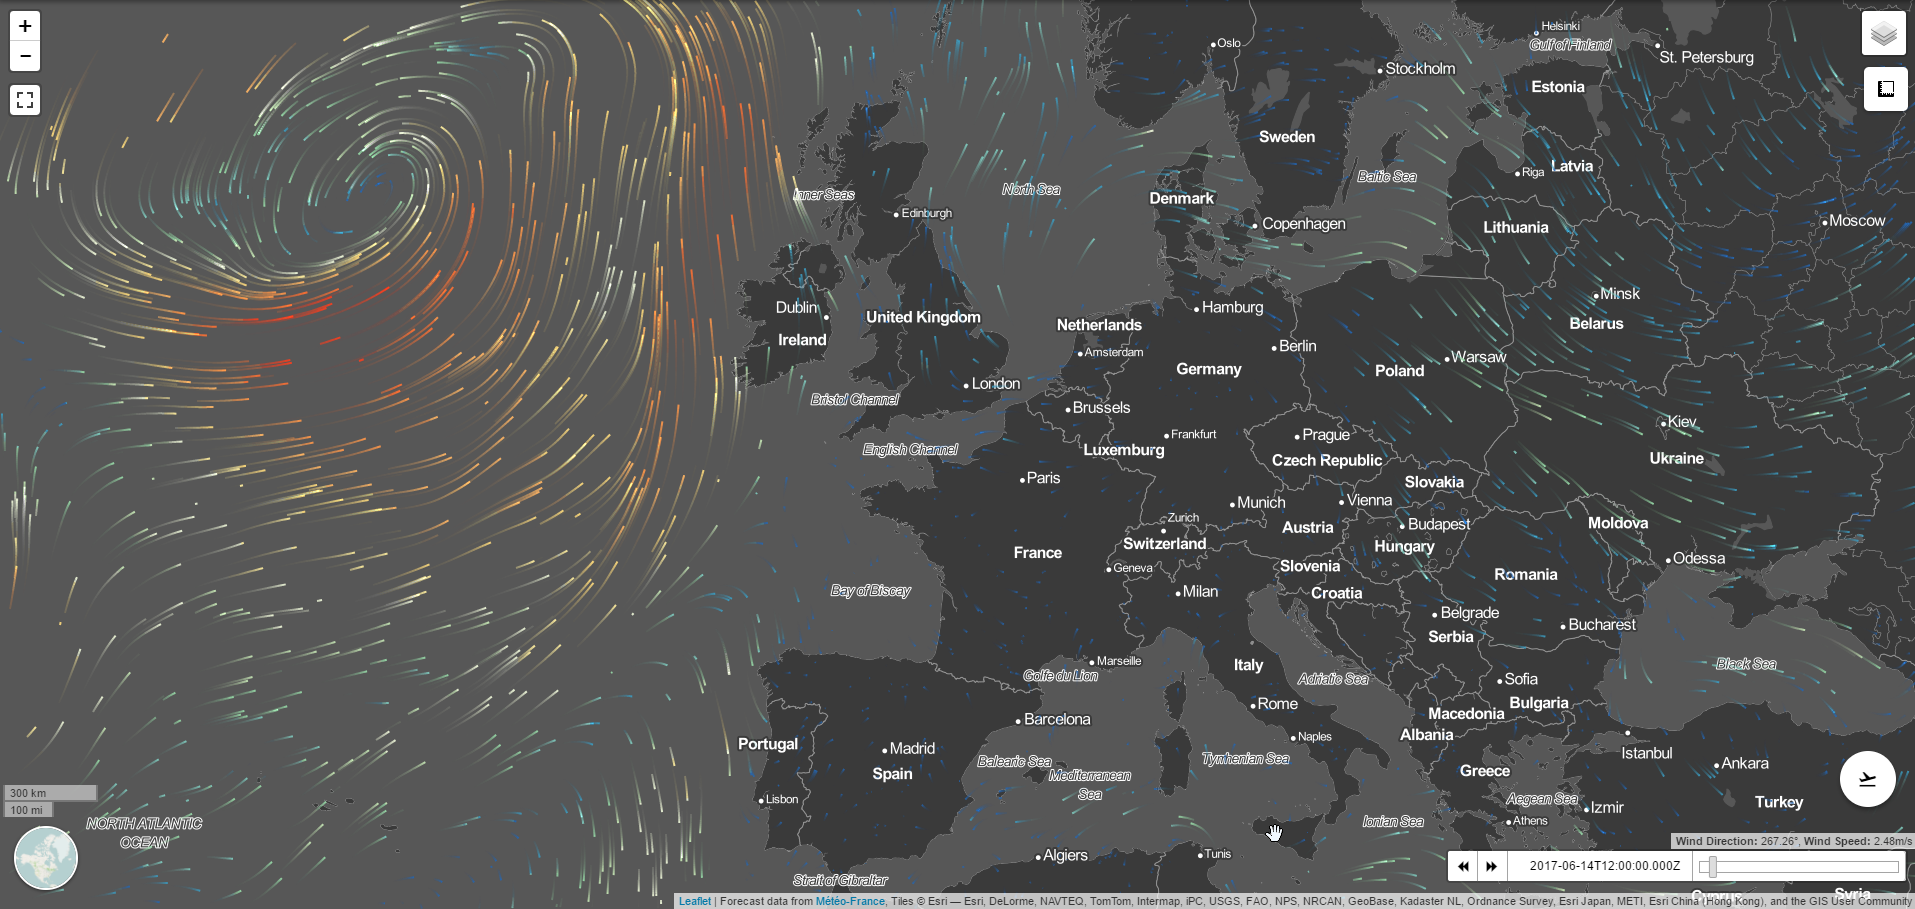 +
−
Helsinki
Gulf of Finland
Oslo
St. Petersburg
Stockholm
Estonia
Sweden
Latvia
Riga
Baltic Sea
Inner Seas
North Sea
Denmark
Edinburgh
Copenhagen
Lithuania
Moscow
Minsk
Dublin
Hamburg
United Kingdom
Netherlands
Belarus
Ireland
Amsterdam
Berlin
Warsaw
Germany
Poland
London
Bristol Channel
Brussels
Kiev
Frankfurt
Prague
English Channel
Luxemburg
Czech Republic
Ukraine
Paris
Slovakia
Munich
Vienna
Zurich
Austria
Budapest
Moldova
Switzerland
Hungary
France
Geneva
Slovenia
Odessa
Romania
Bay of Biscay
Milan
Croatia
Belgrade
Bucharest
Serbia
Marseille
Italy
Black Sea
Golfe du Lion
Adriatic Sea
Sofia
Rome
Bulgaria
Barcelona
Macedonia
Portugal
Madrid
Naples
Albania
Istanbul
Balearic Sea
Tyrrhenian Sea
Ankara
Spain
Mediterranean
Sea
Greece
300 km
Lisbon
Aegean Sea
Izmir
Turkey
100 mi
NORTH ATLANTIC
OCEAN
Ionian Sea
Athens
Wind Direction: 267.26°, Wind Speed: 2.48m/s
Algiers
Tunis
2017-06-14T12:00:00.000Z
Strait of Gibraltar
Cyprus
Syria
Leaflet | Forecast data from Météo-France, Tiles © Esri — Esri, DeLorme, NAVTEQ, TomTom, Intermap, iPC, USGS, FAO, NPS, NRCAN, GeoBase, Kadaster NL, Ordnance Survey, Esri Japan, METI, Esri China (Hong Kong), and the GIS User Community